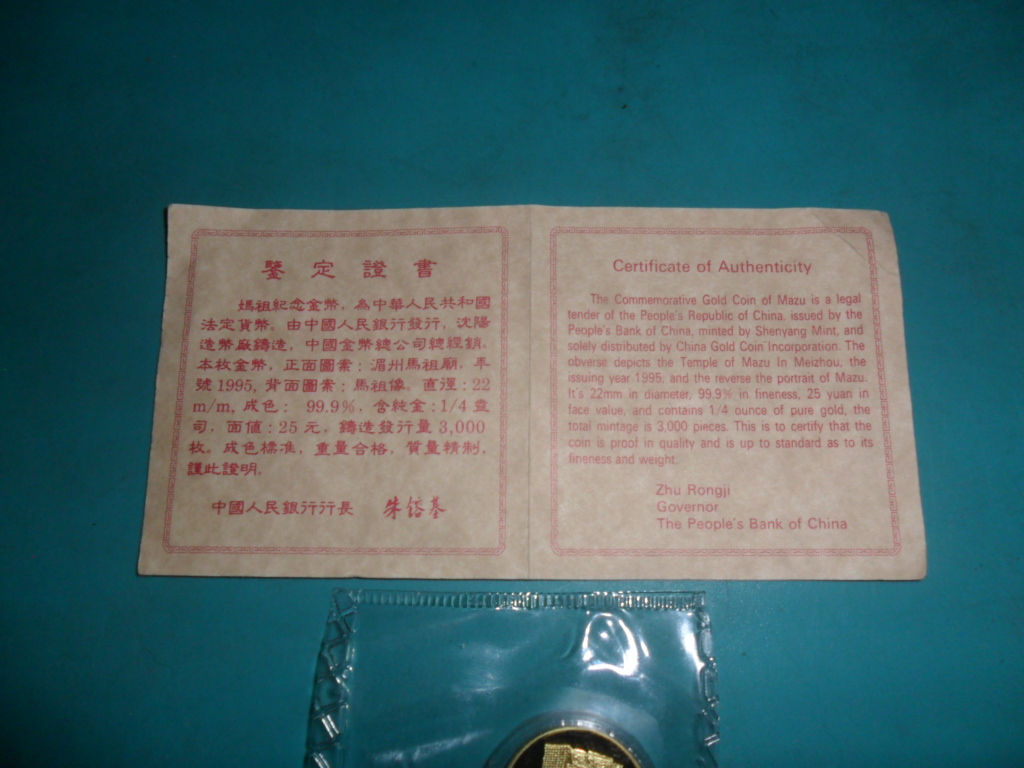 鑒定證書
媽祖紀念金幣，為中華人民共和國
法定貨幣。由中國人民銀行發行，沈陽
造幣廠鑄造，中國金幣總公司總經銷。
本枚金幣，正面圖案：湄州馬祖廟，年
號1995，背面圖案：馬祖像。直徑：22
m/m，成色：99.9%，含純金：1/4盎
司，面值：25元，鑄造發行量3,000
枚。成色標準，重量合格，質量精制，
謹此證明。
中國人民銀行行長 朱鎔基
Certificate of Authenticity
The Commemorative Gold Coin of Mazu is a legal
tender of the People's Republic of China, issued by the
People's Bank of China, minted by Shenyang Mint, and
solely distributed by China Gold Coin Incorporation. The
obverse depicts the Temple of Mazu In Meizhou, the
issuing year 1995, and the reverse the portrait of Mazu.
It's 22mm in diameter, 99.9% in fineness, 25 yuan in
face value, and contains 1/4 ounce of pure gold, the
total mintage is 3,000 pieces. This is to certify that the
coin is proof in quality and is up to standard as to its
fineness and weight.
Zhu Rongji
Governor
The People's Bank of China